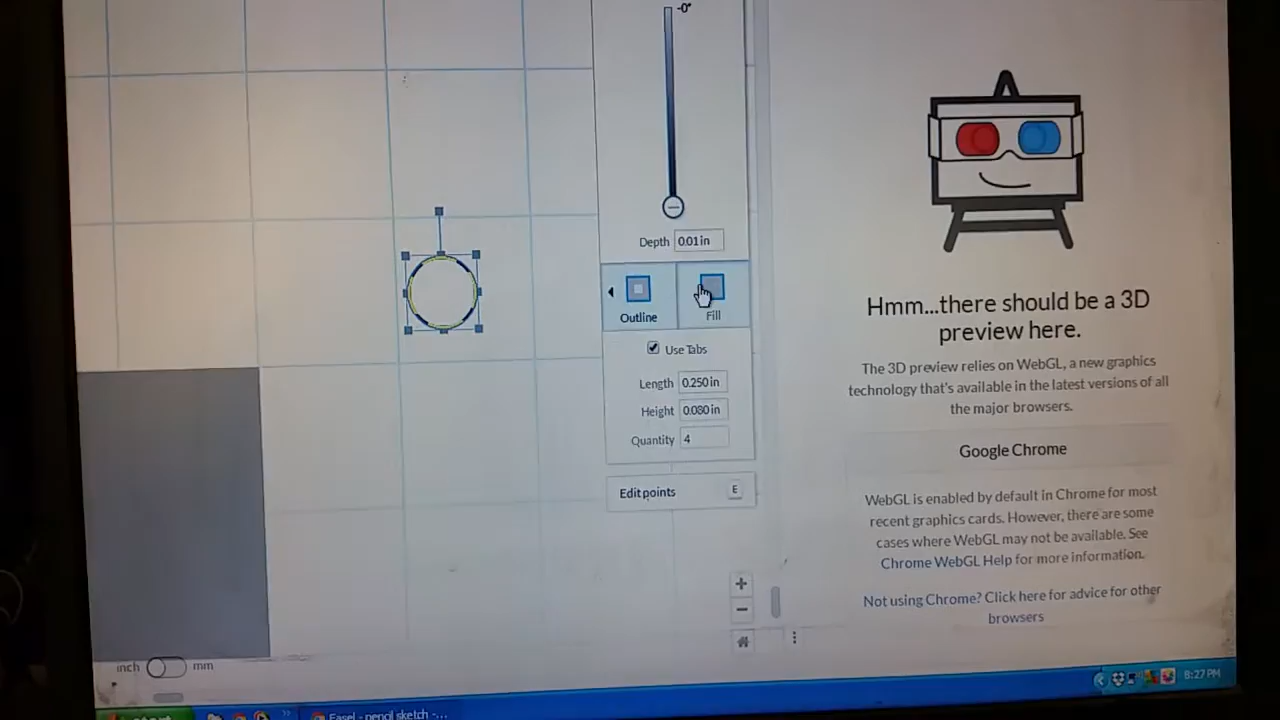 -0"
Depth 0.01 in
Outline
Fill
Use Tabs
Length 0.250 in
Height 0.080 in
Quantity 4
Edit points E
+
−
inch mm
Hmm...there should be a 3D
preview here.
The 3D preview relies on WebGL, a new graphics
technology that's available in the latest versions of all
the major browsers.
Google Chrome
WebGL is enabled by default in Chrome for most
recent graphics cards. However, there are some
cases where WebGL may not be available. See
Chrome WebGL Help for more information.
Not using Chrome? Click here for advice for other
browsers
Easel - pencil sketch -...
8:27 PM